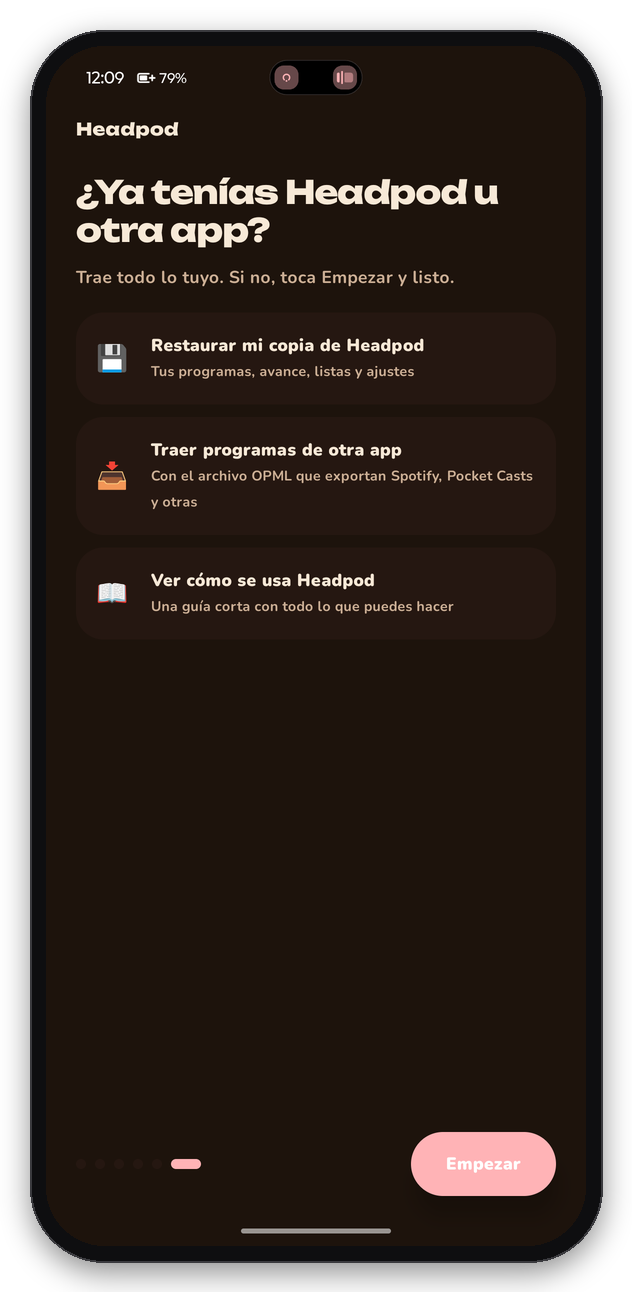 12:09 79%
Headpod
¿Ya tenías Headpod u
otra app?
Trae todo lo tuyo. Si no, toca Empezar y listo.
Restaurar mi copia de Headpod
Tus programas, avance, listas y ajustes
Traer programas de otra app
Con el archivo OPML que exportan Spotify, Pocket Casts
y otras
Ver cómo se usa Headpod
Una guía corta con todo lo que puedes hacer
Empezar